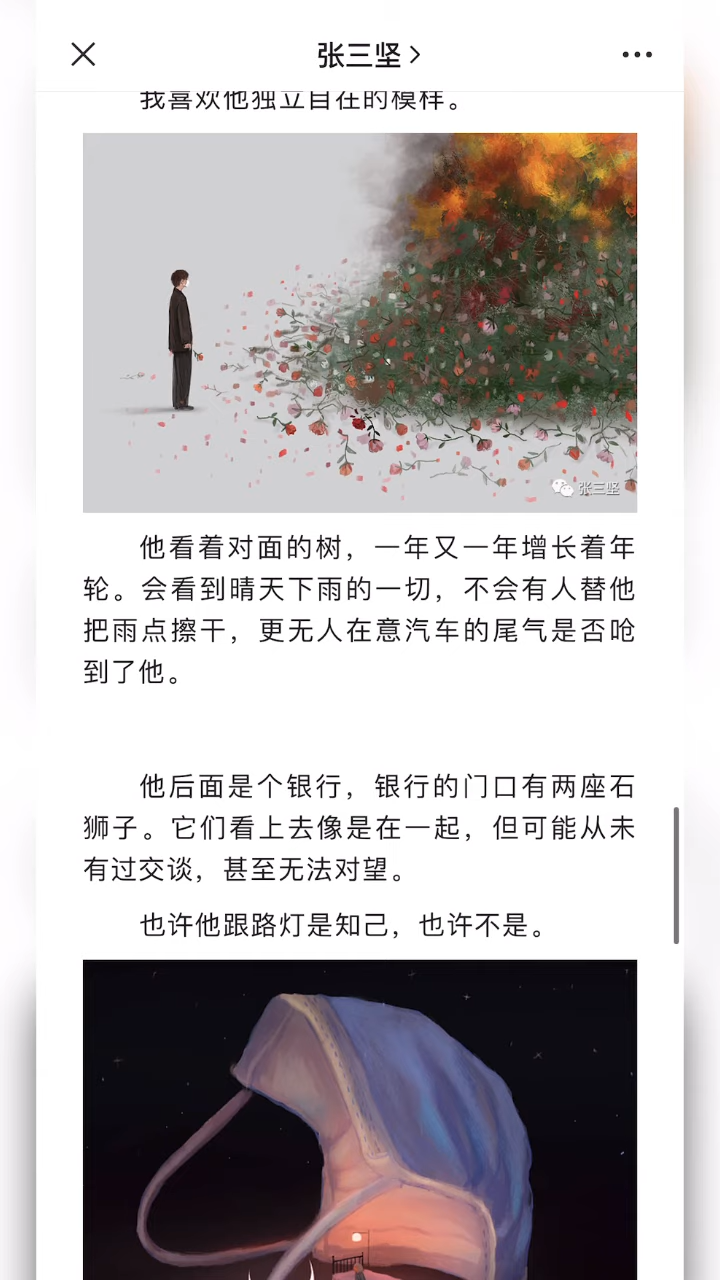 张三坚
我喜欢他独立自在的模样。
张三坚
他看着对面的树，一年又一年增长着年
轮。会看到晴天下雨的一切，不会有人替他
把雨点擦干，更无人在意汽车的尾气是否呛
到了他。
他后面是个银行，银行的门口有两座石
狮子。它们看上去像是在一起，但可能从未
有过交谈，甚至无法对望。
也许他跟路灯是知己，也许不是。